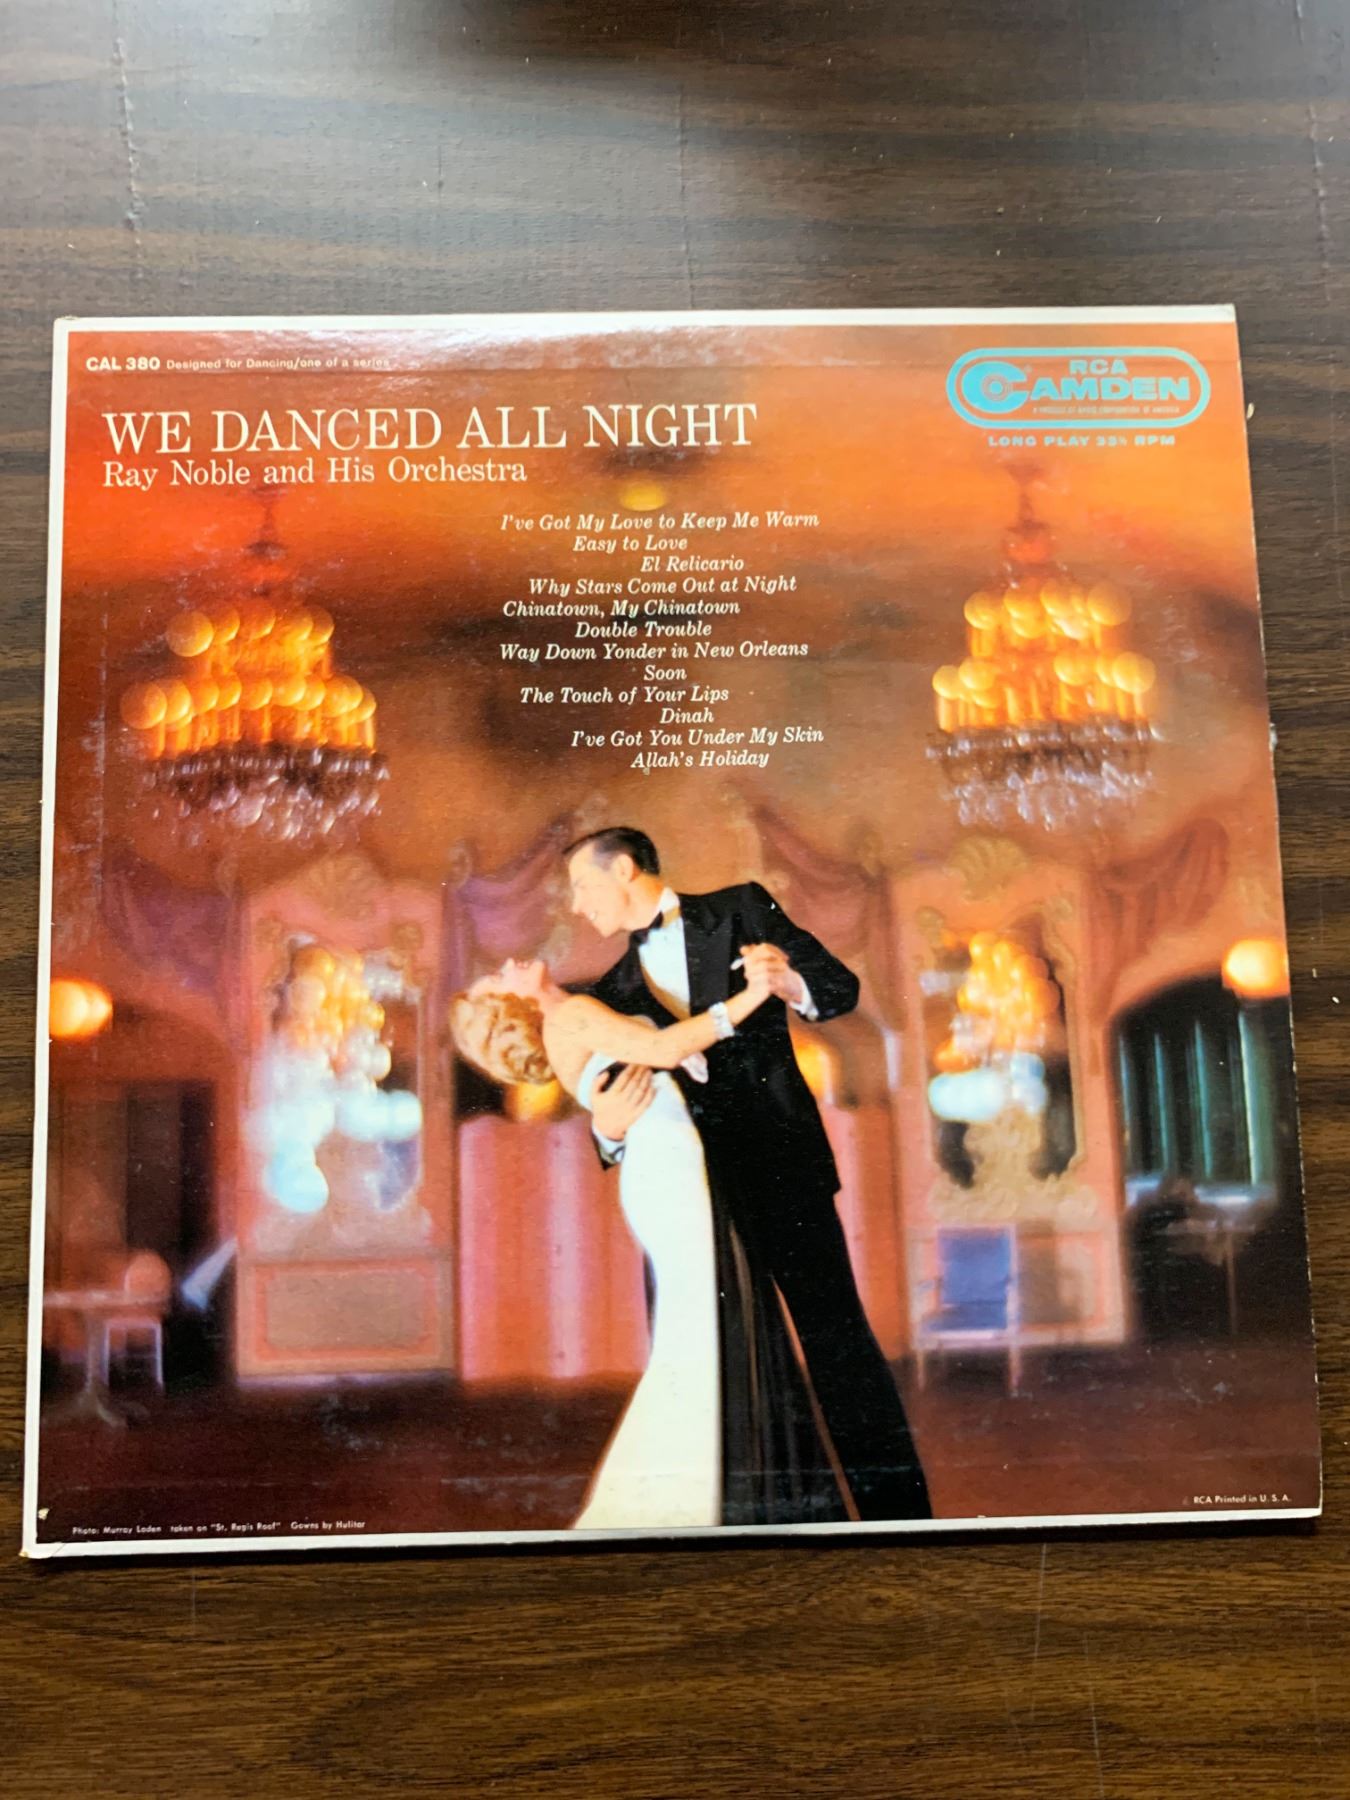 CAL 380 Designed for Dancing/one of a series
RCA
CAMDEN
LONG PLAY 33⅓ RPM
WE DANCED ALL NIGHT
Ray Noble and His Orchestra
I've Got My Love to Keep Me Warm
Easy to Love
El Relicario
Why Stars Come Out at Night
Chinatown, My Chinatown
Double Trouble
Way Down Yonder in New Orleans
Soon
The Touch of Your Lips
Dinah
I've Got You Under My Skin
Allah's Holiday
RCA Printed in U. S. A.
Photo: Murray Laden taken on "St. Regis Roof" Gowns by Hulitar